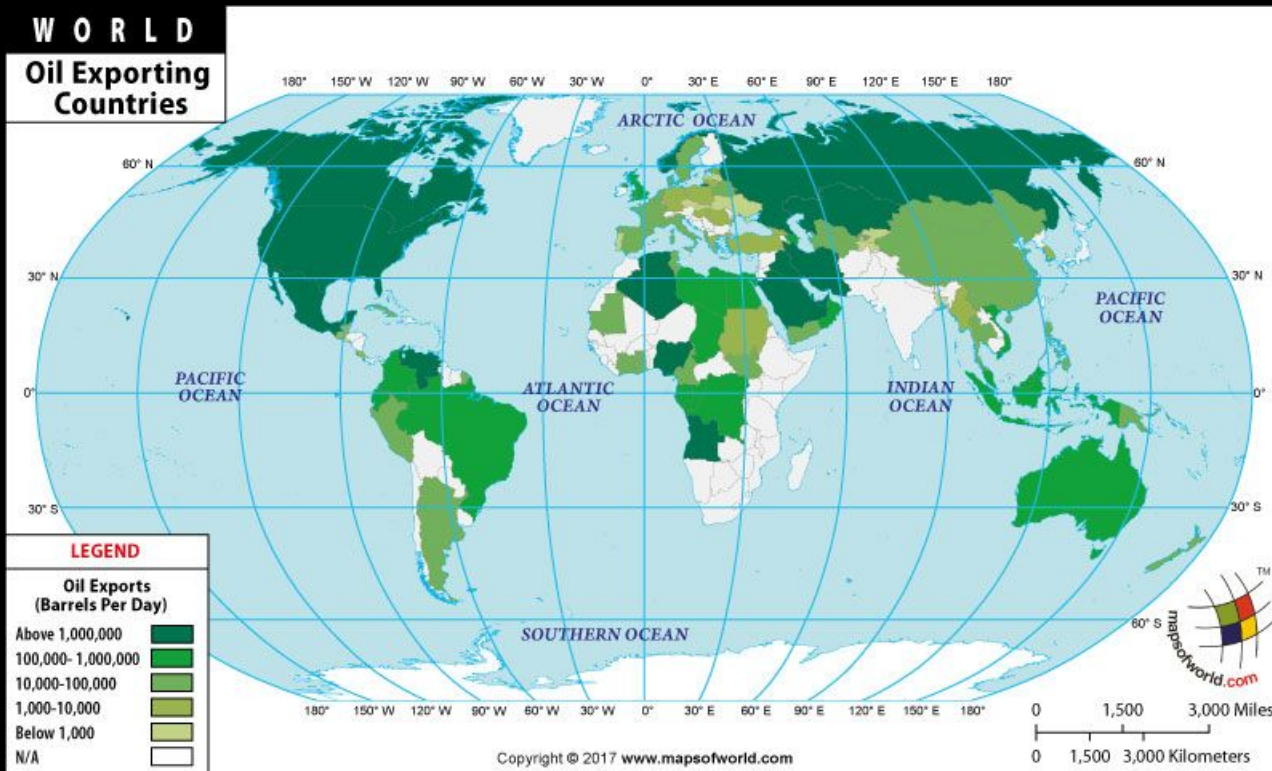 WORLD
Oil Exporting
Countries
180° 150° W 120° W 90° W 60° W 30° W 0° 30° E 60° E 90° E 120° E 150° E 180°
ARCTIC OCEAN
60° N 60° N
30° N 30° N
PACIFIC
OCEAN
PACIFIC
OCEAN
ATLANTIC
OCEAN
INDIAN
OCEAN
0° 0°
30° S 30° S
60° S
SOUTHERN OCEAN
180° 150° W 120° W 90° W 60° W 30° W 0° 30° E 60° E 90° E 120° E 150° E 180°
LEGEND
Oil Exports
(Barrels Per Day)
Above 1,000,000
100,000- 1,000,000
10,000-100,000
1,000-10,000
Below 1,000
N/A
TM
mapsofworld.com
0 1,500 3,000 Miles
0 1,500 3,000 Kilometers
Copyright © 2017 www.mapsofworld.com